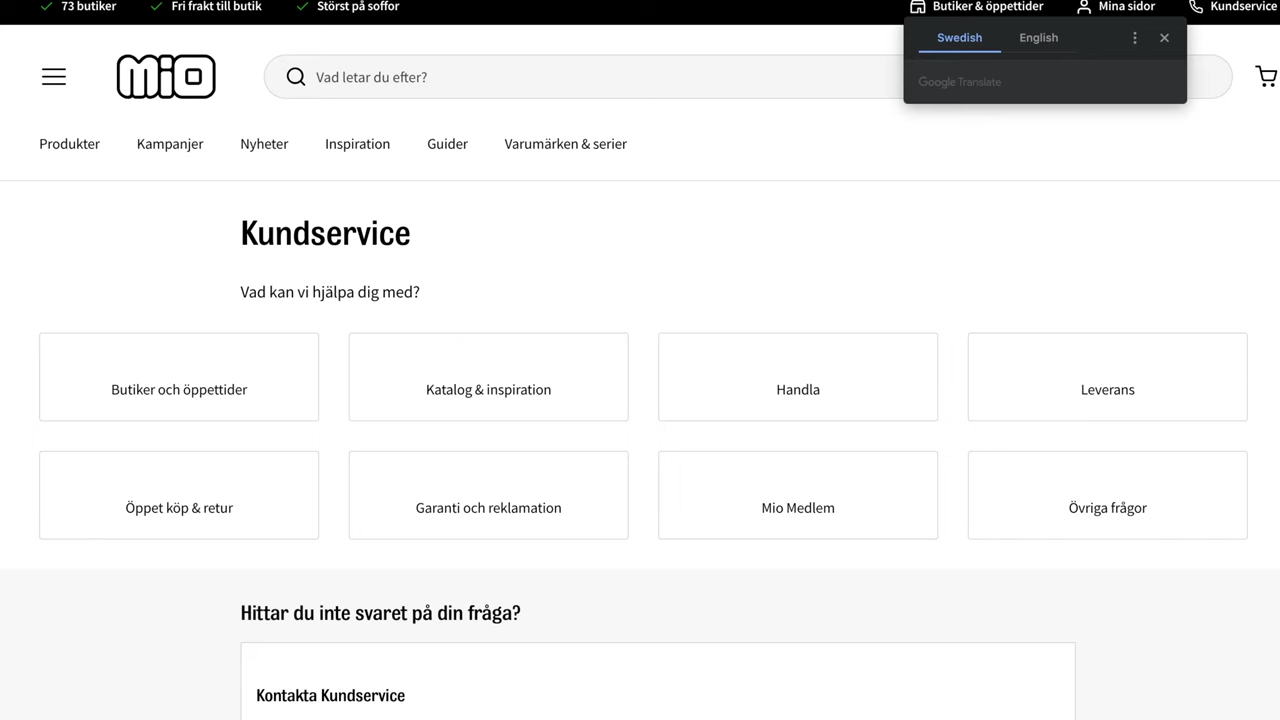 73 butiker
Fri frakt till butik
Störst på soffor
Butiker & öppettider
Mina sidor
Kundservice
Swedish
English
Google Translate
MIO
Vad letar du efter?
Produkter
Kampanjer
Nyheter
Inspiration
Guider
Varumärken & serier
Kundservice
Vad kan vi hjälpa dig med?
Butiker och öppettider
Katalog & inspiration
Handla
Leverans
Öppet köp & retur
Garanti och reklamation
Mio Medlem
Övriga frågor
Hittar du inte svaret på din fråga?
Kontakta Kundservice